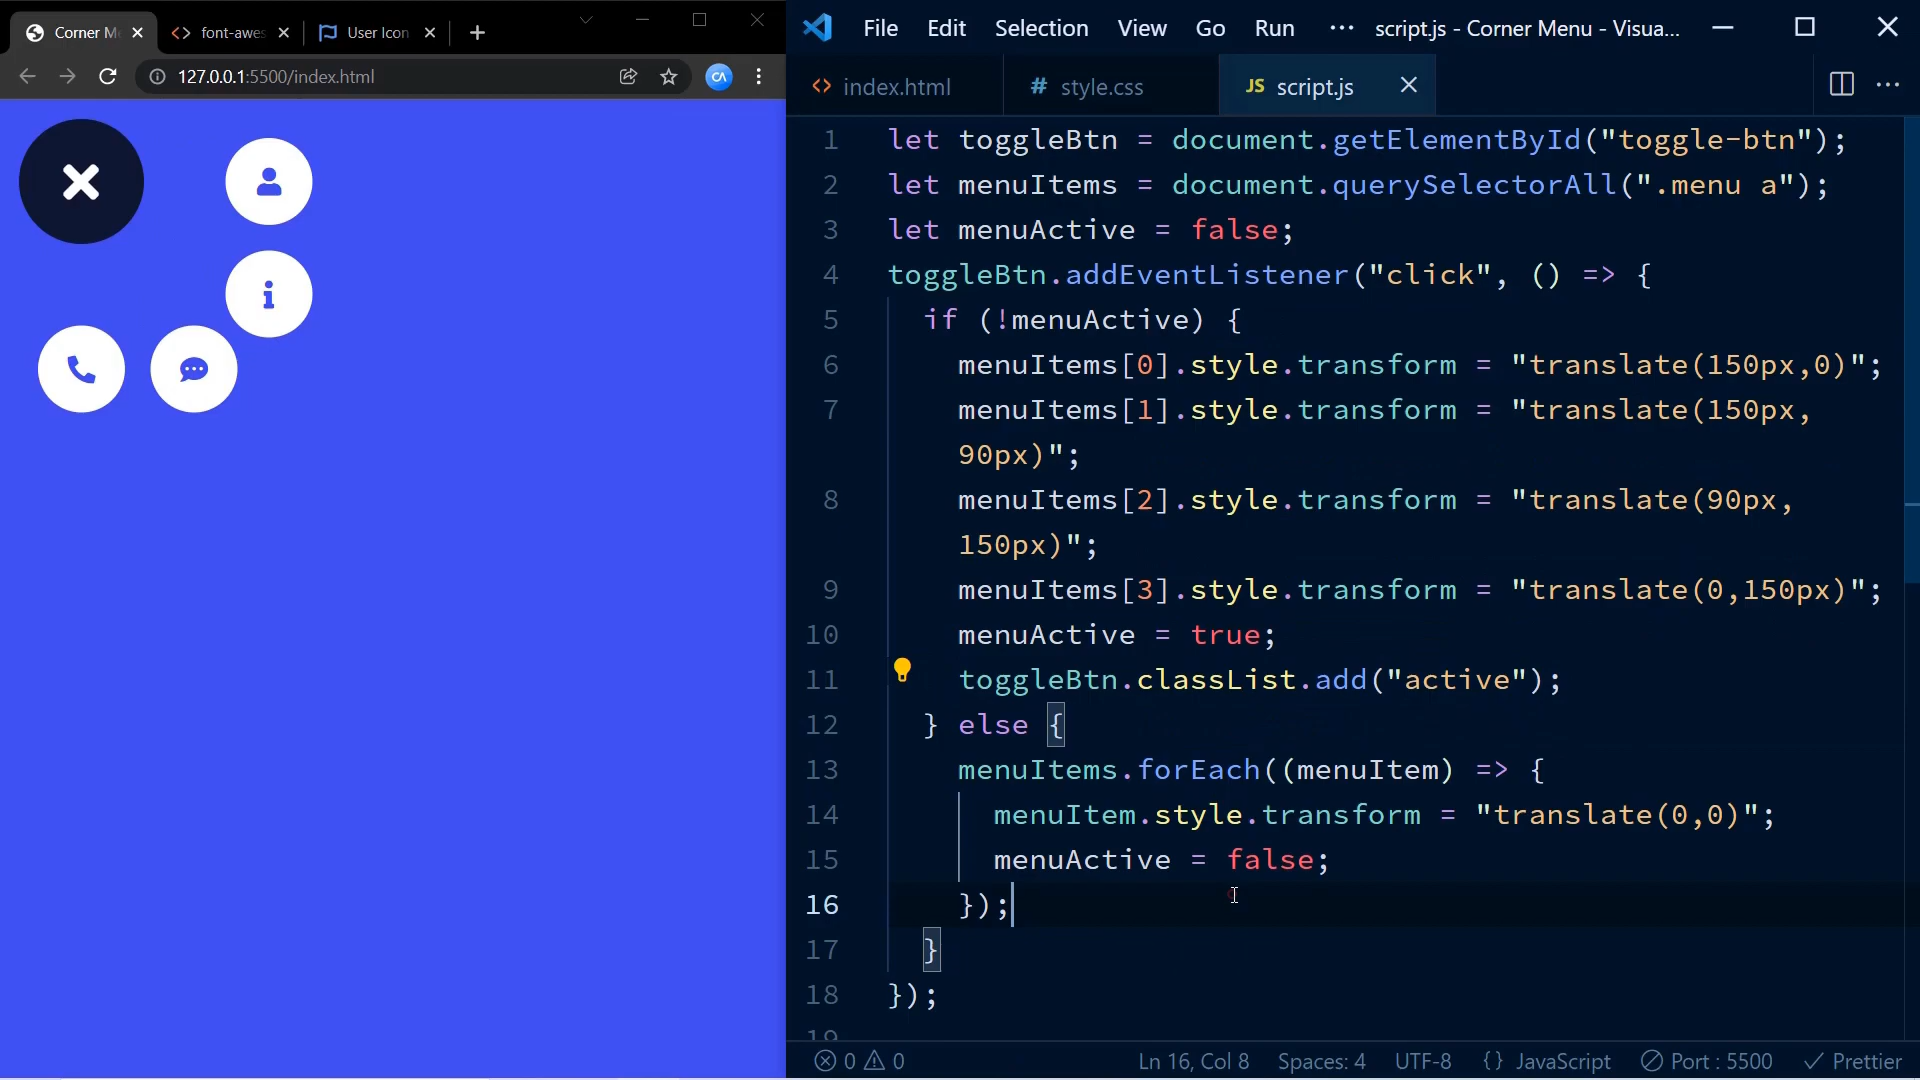 Corner M
font-awes
User Icon
127.0.0.1:5500/index.html
CA
File Edit Selection View Go Run ··· script.js - Corner Menu - Visua...
index.html
# style.css
JS script.js
1 let toggleBtn = document.getElementById("toggle-btn");
2 let menuItems = document.querySelectorAll(".menu a");
3 let menuActive = false;
4 toggleBtn.addEventListener("click", () => {
5 if (!menuActive) {
6 menuItems[0].style.transform = "translate(150px,0)";
7 menuItems[1].style.transform = "translate(150px,
90px)";
8 menuItems[2].style.transform = "translate(90px,
150px)";
9 menuItems[3].style.transform = "translate(0,150px)";
10 menuActive = true;
11 toggleBtn.classList.add("active");
12 } else {
13 menuItems.forEach((menuItem) => {
14 menuItem.style.transform = "translate(0,0)";
15 menuActive = false;
16 });
17 }
18 });
19
0 0 Ln 16, Col 8 Spaces: 4 UTF-8 {} JavaScript Port : 5500 Prettier